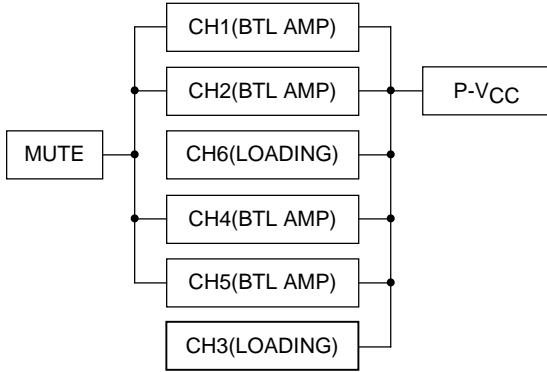 CH1(BTL AMP)
CH2(BTL AMP)
P-VCC
MUTE
CH6(LOADING)
CH4(BTL AMP)
CH5(BTL AMP)
CH3(LOADING)